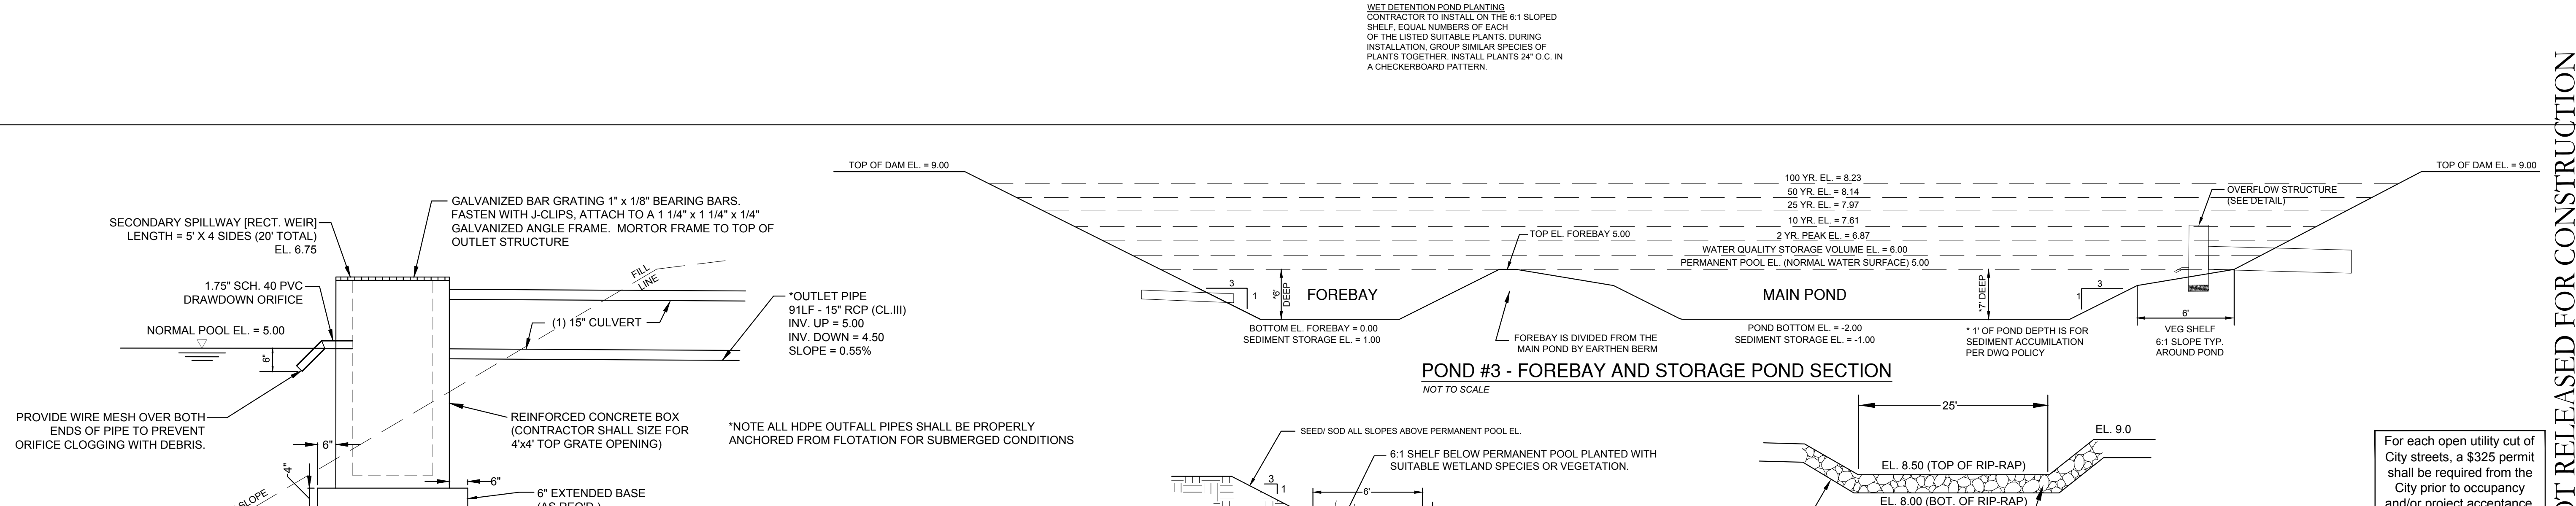 WET DETENTION POND PLANTING
CONTRACTOR TO INSTALL ON THE 6:1 SLOPED
SHELF, EQUAL NUMBERS OF EACH
OF THE LISTED SUITABLE PLANTS. DURING
INSTALLATION, GROUP SIMILAR SPECIES OF
PLANTS TOGETHER. INSTALL PLANTS 24" O.C. IN
A CHECKERBOARD PATTERN.
SECONDARY SPILLWAY [RECT. WEIR]
LENGTH = 5' X 4 SIDES (20' TOTAL)
EL. 6.75
GALVANIZED BAR GRATING 1" x 1/8" BEARING BARS.
FASTEN WITH J-CLIPS, ATTACH TO A 1 1/4" x 1 1/4" x 1/4"
GALVANIZED ANGLE FRAME.  MORTOR FRAME TO TOP OF
OUTLET STRUCTURE
1.75" SCH. 40 PVC
DRAWDOWN ORIFICE
NORMAL POOL EL. = 5.00
6"
FILL
LINE
(1) 15" CULVERT
*OUTLET PIPE
91LF - 15" RCP (CL.III)
INV. UP = 5.00
INV. DOWN = 4.50
SLOPE = 0.55%
PROVIDE WIRE MESH OVER BOTH
ENDS OF PIPE TO PREVENT
ORIFICE CLOGGING WITH DEBRIS.
REINFORCED CONCRETE BOX
(CONTRACTOR SHALL SIZE FOR
4'x4' TOP GRATE OPENING)
*NOTE ALL HDPE OUTFALL PIPES SHALL BE PROPERLY
ANCHORED FROM FLOTATION FOR SUBMERGED CONDITIONS
6"
4"
6"
SLOPE
6" EXTENDED BASE
(AS REQ'D.)
TOP OF DAM EL. = 9.00
TOP OF DAM EL. = 9.00
100 YR. EL. = 8.23
50 YR. EL. = 8.14
25 YR. EL. = 7.97
10 YR. EL. = 7.61
2 YR. PEAK EL. = 6.87
WATER QUALITY STORAGE VOLUME EL. = 6.00
PERMANENT POOL EL. (NORMAL WATER SURFACE) 5.00
OVERFLOW STRUCTURE
(SEE DETAIL)
TOP EL. FOREBAY 5.00
3
1
*6'
DEEP
FOREBAY
MAIN POND
*7' DEEP
3
1
6'
BOTTOM EL. FOREBAY = 0.00
SEDIMENT STORAGE EL. = 1.00
FOREBAY IS DIVIDED FROM THE
MAIN POND BY EARTHEN BERM
POND BOTTOM EL. = -2.00
SEDIMENT STORAGE EL. = -1.00
* 1' OF POND DEPTH IS FOR
SEDIMENT ACCUMILATION
PER DWQ POLICY
VEG SHELF
6:1 SLOPE TYP.
AROUND POND
POND #3 - FOREBAY AND STORAGE POND SECTION
NOT TO SCALE
SEED/ SOD ALL SLOPES ABOVE PERMANENT POOL EL.
6:1 SHELF BELOW PERMANENT POOL PLANTED WITH
SUITABLE WETLAND SPECIES OR VEGETATION.
3
1
6'
25'
EL. 9.0
EL. 8.50 (TOP OF RIP-RAP)
EL. 8.00 (BOT. OF RIP-RAP)
For each open utility cut of
City streets, a $325 permit
shall be required from the
City prior to occupancy
and/or project acceptance.
OT RELEASED FOR CONSTRUCTION